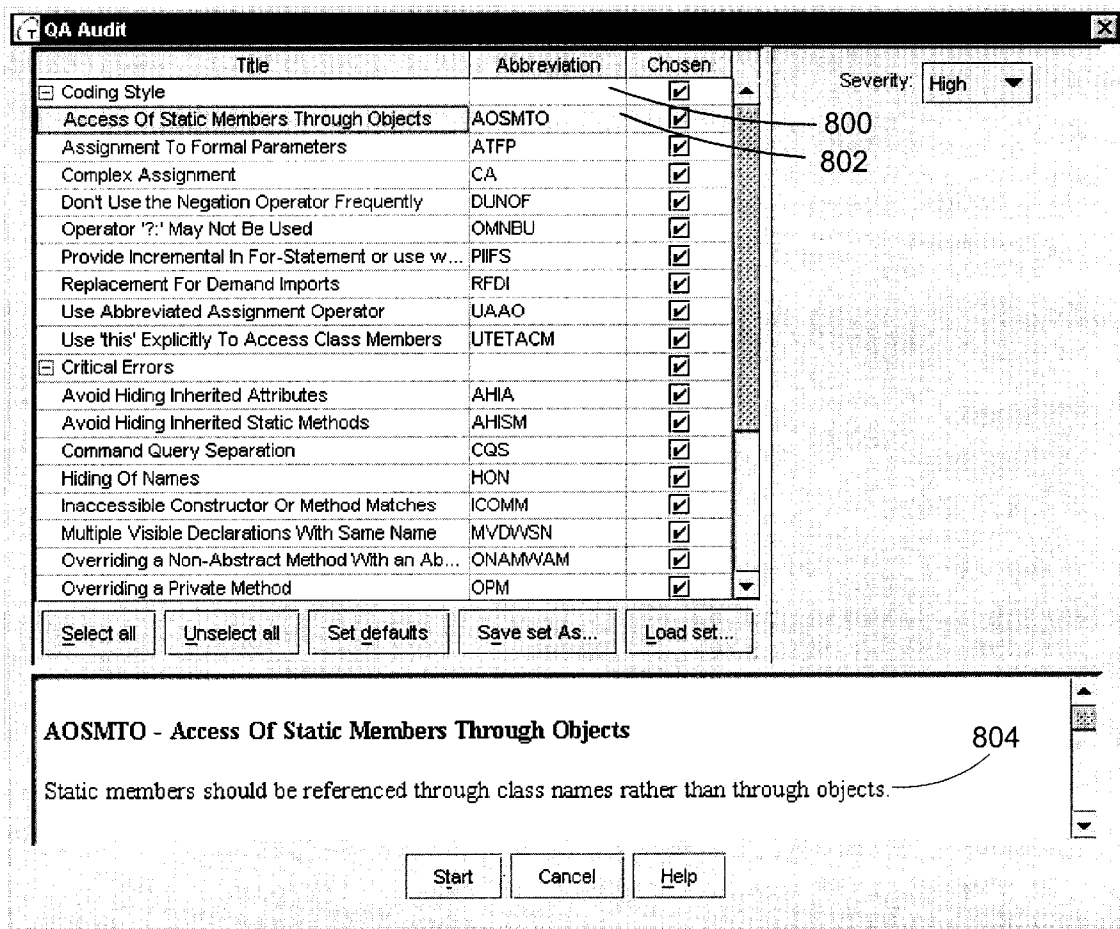 QA Audit
Title Abbreviation Chosen
Severity: High
Coding Style
800
Access Of Static Members Through Objects AOSMTO
802
Assignment To Formal Parameters ATFP
Complex Assignment CA
Don't Use the Negation Operator Frequently DUNOF
Operator '?:' May Not Be Used OMNBU
Provide Incremental In For-Statement or use w... PIIFS
Replacement For Demand Imports RFDI
Use Abbreviated Assignment Operator UAAO
Use 'this' Explicitly To Access Class Members UTETACM
Critical Errors
Avoid Hiding Inherited Attributes AHIA
Avoid Hiding Inherited Static Methods AHISM
Command Query Separation CQS
Hiding Of Names HON
Inaccessible Constructor Or Method Matches ICOMM
Multiple Visible Declarations With Same Name MVDWSN
Overriding a Non-Abstract Method With an Ab... ONAMWAM
Overriding a Private Method OPM
Select all Unselect all Set defaults Save set As... Load set...
AOSMTO - Access Of Static Members Through Objects
804
Static members should be referenced through class names rather than through objects.
Start Cancel Help